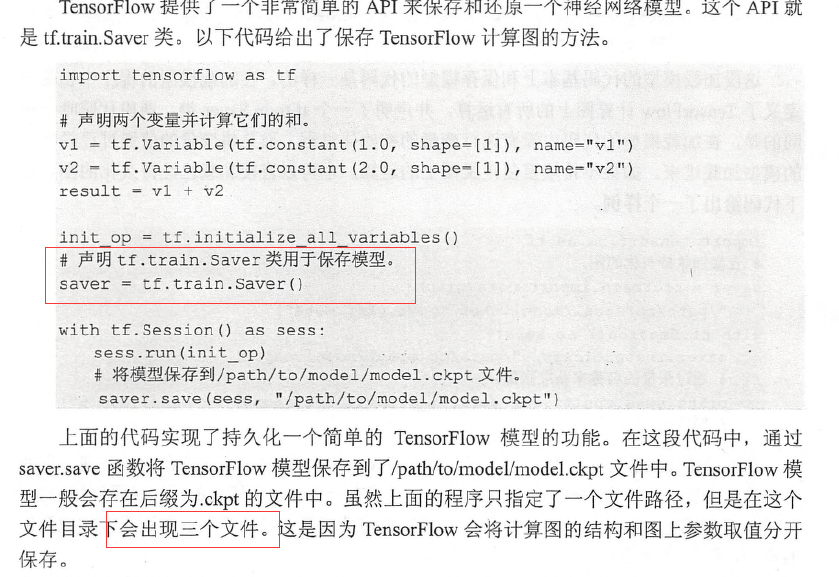 TensorFlow 提供了一个非常简单的 API 来保存和还原一个神经网络模型。这个 API 就
是 tf.train.Saver 类。以下代码给出了保存 TensorFlow 计算图的方法。
import tensorflow as tf
# 声明两个变量并计算它们的和。
v1 = tf.Variable(tf.constant(1.0, shape=[1]), name="v1")
v2 = tf.Variable(tf.constant(2.0, shape=[1]), name="v2")
result = v1 + v2
init_op = tf.initialize_all_variables()
# 声明 tf.train.Saver 类用于保存模型。
saver = tf.train.Saver()
with tf.Session() as sess:
sess.run(init_op)
# 将模型保存到/path/to/model/model.ckpt 文件。
saver.save(sess, "/path/to/model/model.ckpt")
上面的代码实现了持久化一个简单的 TensorFlow 模型的功能。在这段代码中，通过
saver.save 函数将 TensorFlow 模型保存到了/path/to/model/model.ckpt 文件中。TensorFlow 模
型一般会存在后缀为.ckpt 的文件中。虽然上面的程序只指定了一个文件路径，但是在这个
文件目录下会出现三个文件。这是因为 TensorFlow 会将计算图的结构和图上参数取值分开
保存。